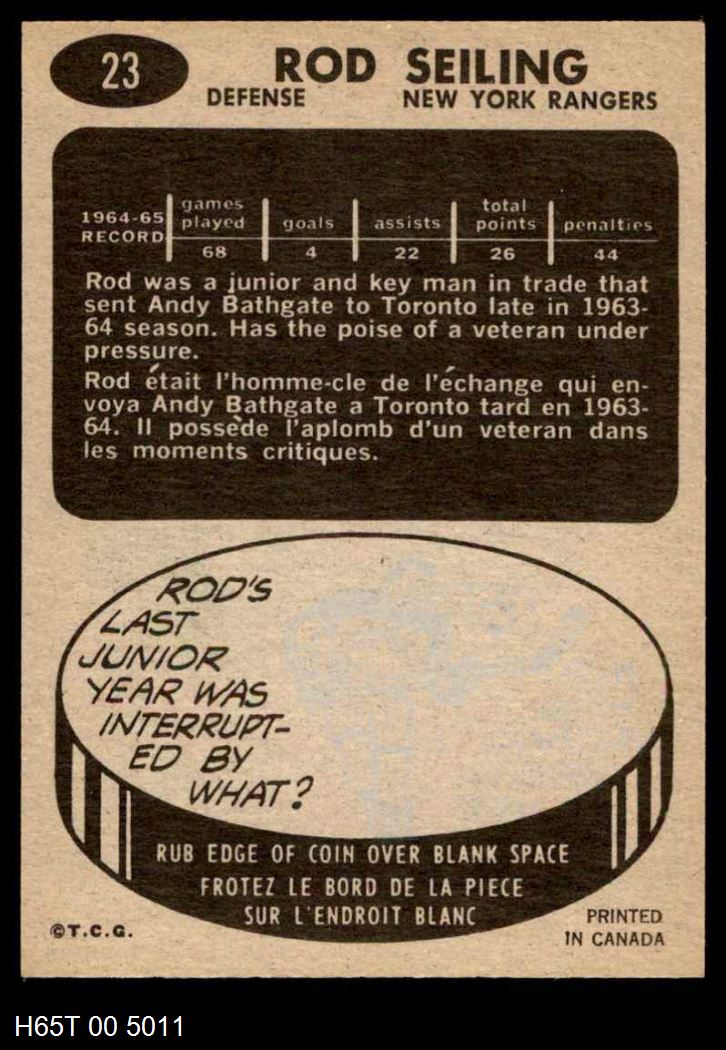 23
ROD SEILING
DEFENSE NEW YORK RANGERS
1964-65 RECORD games played goals assists total points penalties
68 4 22 26 44
Rod was a junior and key man in trade that
sent Andy Bathgate to Toronto late in 1963-
64 season. Has the poise of a veteran under
pressure.
Rod était l'homme-cle de l'échange qui en-
voya Andy Bathgate a Toronto tard en 1963-
64. Il possède l'aplomb d'un veteran dans
les moments critiques.
ROD'S
LAST
JUNIOR
YEAR WAS
INTERRUPT-
ED BY
WHAT?
RUB EDGE OF COIN OVER BLANK SPACE
FROTEZ LE BORD DE LA PIECE
SUR L'ENDROIT BLANC
©T.C.G.
PRINTED
IN CANADA
H65T 00 5011